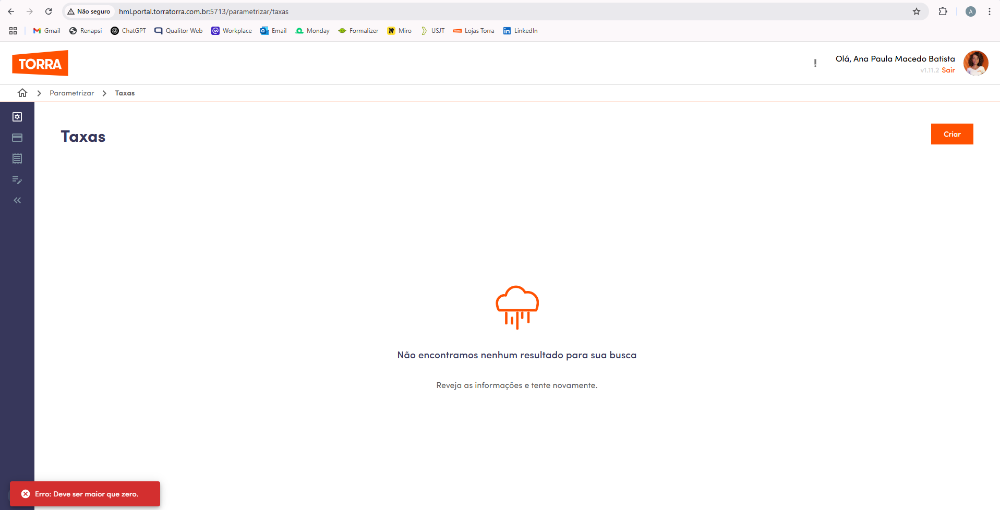 Não seguro
hml.portal.torratorra.com.br:5713/parametrizar/taxas
A
Gmail
Renapsi
ChatGPT
Qualitor Web
Workplace
Email
Monday
Formalizer
Miro
USJT
Lojas Torra
LinkedIn
TORRA
Olá, Ana Paula Macedo Batista
v1.11.2 Sair
Parametrizar
Taxas
Taxas
Criar
Não encontramos nenhum resultado para sua busca
Reveja as informações e tente novamente.
Erro: Deve ser maior que zero.